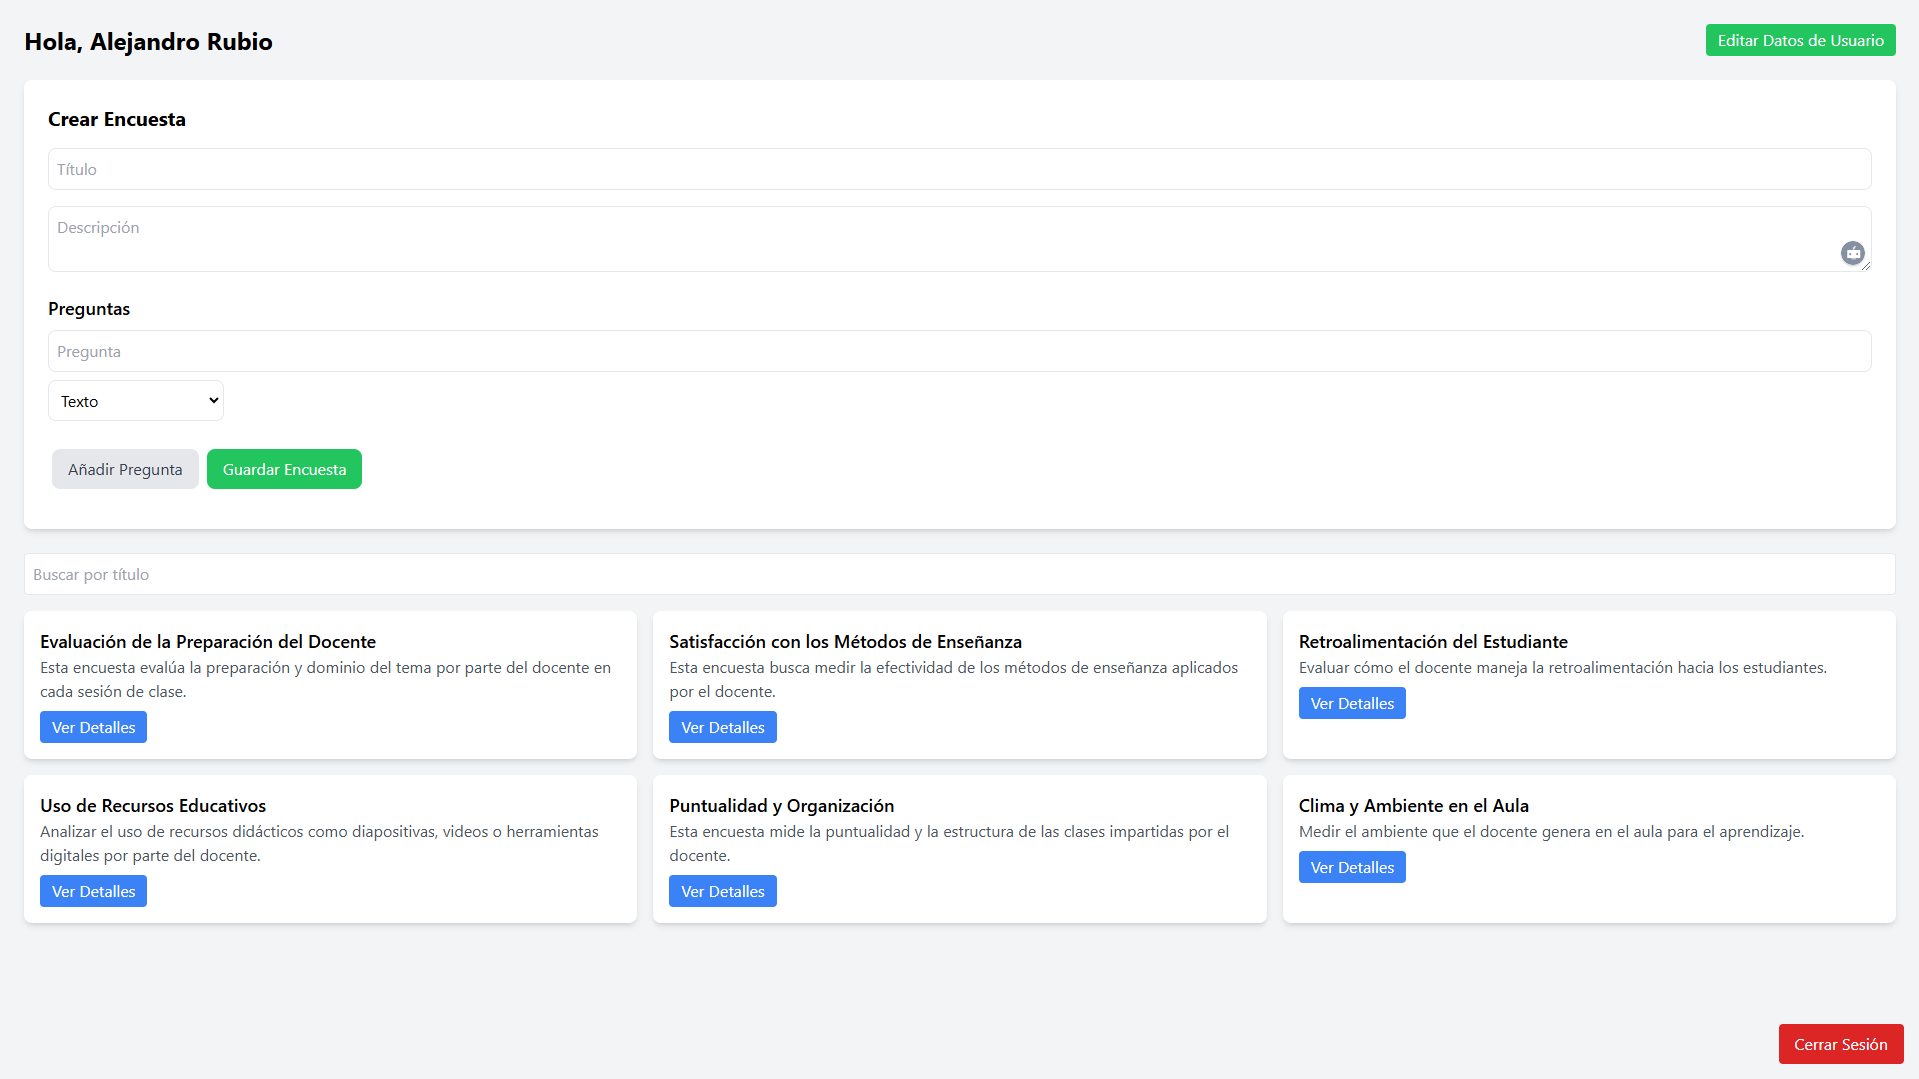 Hola, Alejandro Rubio
Editar Datos de Usuario
Crear Encuesta
Título
Descripción
Preguntas
Pregunta
Texto
Añadir Pregunta
Guardar Encuesta
Buscar por título
Evaluación de la Preparación del Docente
Esta encuesta evalúa la preparación y dominio del tema por parte del docente en
cada sesión de clase.
Ver Detalles
Satisfacción con los Métodos de Enseñanza
Esta encuesta busca medir la efectividad de los métodos de enseñanza aplicados
por el docente.
Ver Detalles
Retroalimentación del Estudiante
Evaluar cómo el docente maneja la retroalimentación hacia los estudiantes.
Ver Detalles
Uso de Recursos Educativos
Analizar el uso de recursos didácticos como diapositivas, videos o herramientas
digitales por parte del docente.
Ver Detalles
Puntualidad y Organización
Esta encuesta mide la puntualidad y la estructura de las clases impartidas por el
docente.
Ver Detalles
Clima y Ambiente en el Aula
Medir el ambiente que el docente genera en el aula para el aprendizaje.
Ver Detalles
Cerrar Sesión